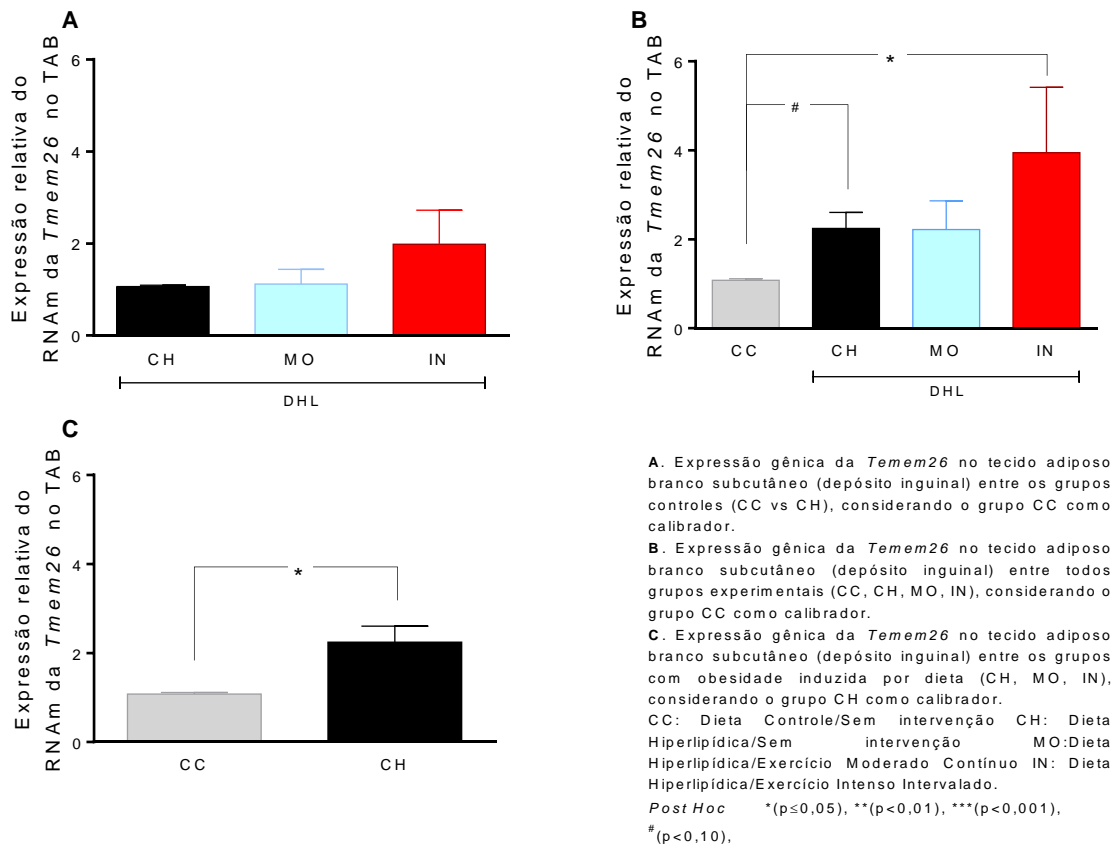 A
Expressão relativa do
RNAm da Tmem26 no TAB
6
4
2
0
CH MO IN
DHL
B
Expressão relativa do
RNAm da Tmem26 no TAB
6
4
2
0
*
#
CC CH MO IN
DHL
C
Expressão relativa do
RNAm da Tmem26 no TAB
6
4
2
0
*
CC CH
A. Expressão gênica da Temem26 no tecido adiposo
branco subcutâneo (depósito inguinal) entre os grupos
controles (CC vs CH), considerando o grupo CC como
calibrador.
B. Expressão gênica da Temem26 no tecido adiposo
branco subcutâneo (depósito inguinal) entre todos
grupos experimentais (CC, CH, MO, IN), considerando o
grupo CC como calibrador.
C. Expressão gênica da Temem26 no tecido adiposo
branco subcutâneo (depósito inguinal) entre os grupos
com obesidade induzida por dieta (CH, MO, IN),
considerando o grupo CH como calibrador.
CC: Dieta Controle/Sem intervenção CH: Dieta
Hiperlipídica/Sem intervenção MO:Dieta
Hiperlipídica/Exercício Moderado Contínuo IN: Dieta
Hiperlipídica/Exercício Intenso Intervalado.
Post Hoc *(p≤0,05), **(p<0,01), ***(p<0,001),
#(p<0,10),